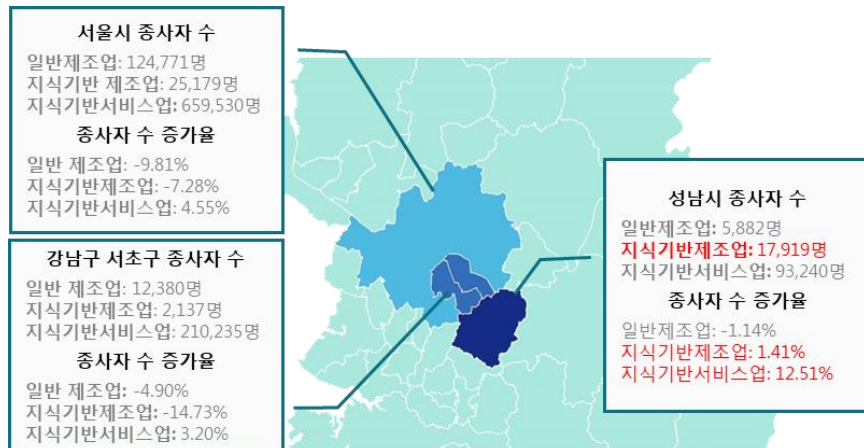 서울시 종사자 수
일반제조업: 124,771명
지식기반 제조업: 25,179명
지식기반서비스업: 659,530명
종사자 수 증가율
일반 제조업: -9.81%
지식기반제조업: -7.28%
지식기반서비스업: 4.55%
강남구 서초구 종사자 수
일반 제조업: 12,380명
지식기반제조업: 2,137명
지식기반서비스업: 210,235명
종사자 수 증가율
일반 제조업: -4.90%
지식기반제조업: -14.73%
지식기반서비스업: 3.20%
성남시 종사자 수
일반제조업: 5,882명
지식기반제조업: 17,919명
지식기반서비스업: 93,240명
종사자 수 증가율
일반제조업: -1.14%
지식기반제조업: 1.41%
지식기반서비스업: 12.51%